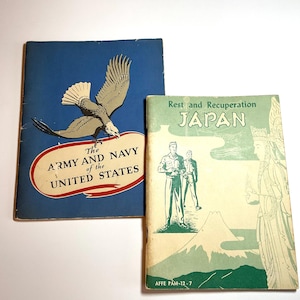 The
ARMY AND NAVY
of the
UNITED STATES
Rest and Recuperation
JAPAN
AFFE PAM-12-7